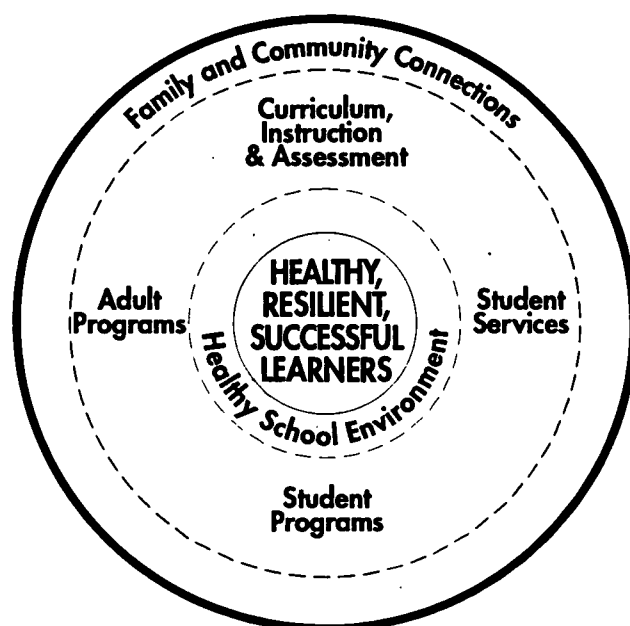 Family and Community Connections
Curriculum,
Instruction
& Assessment
HEALTHY,
RESILIENT,
SUCCESSFUL
LEARNERS
Adult
Programs
Student
Services
Healthy School Environment
Student
Programs